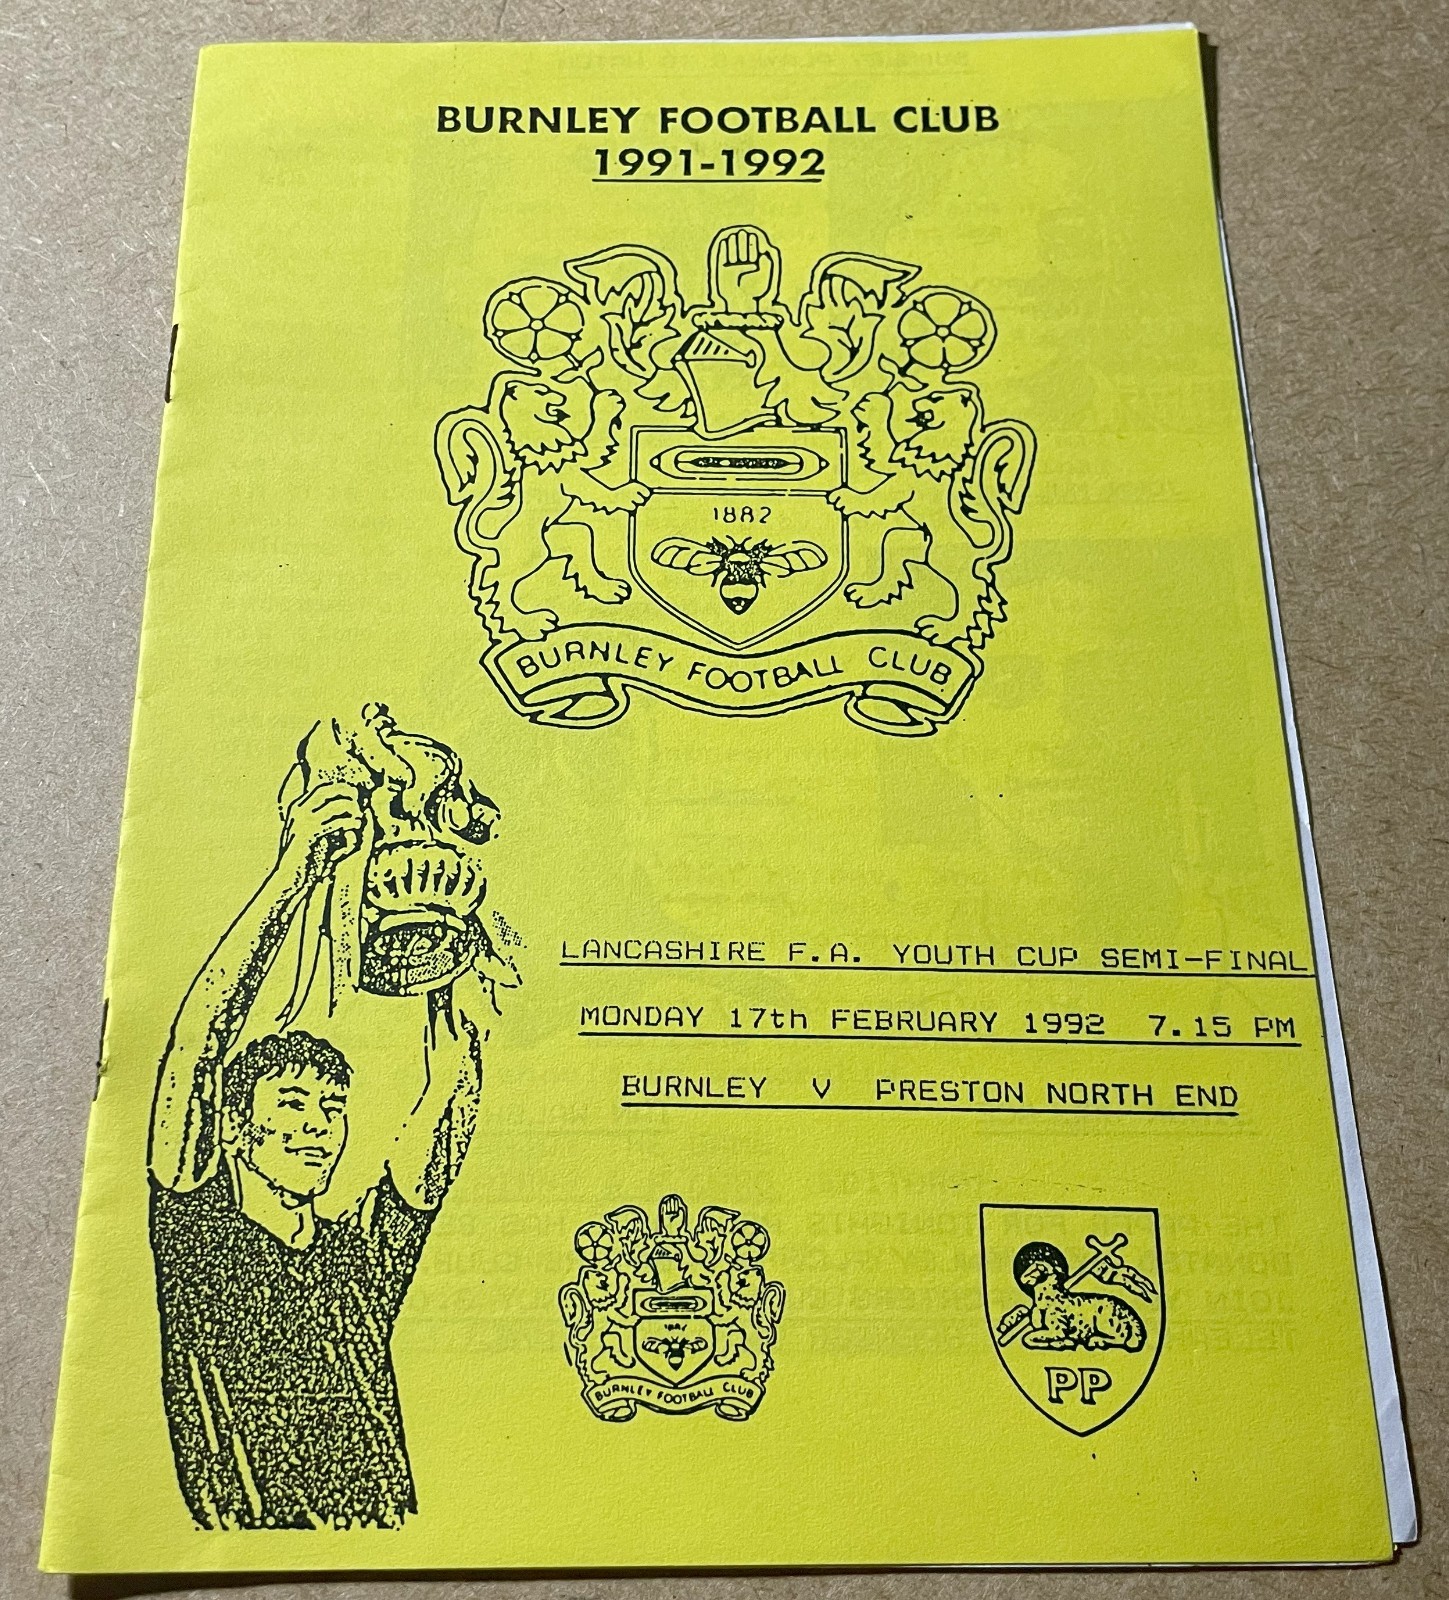 BURNLEY FOOTBALL CLUB
1991-1992
1882
BURNLEY FOOTBALL CLUB
LANCASHIRE F.A. YOUTH CUP SEMI-FINAL
MONDAY 17th FEBRUARY 1992 7.15 PM
BURNLEY V PRESTON NORTH END
1882
BURNLEY FOOTBALL CLUB
PP